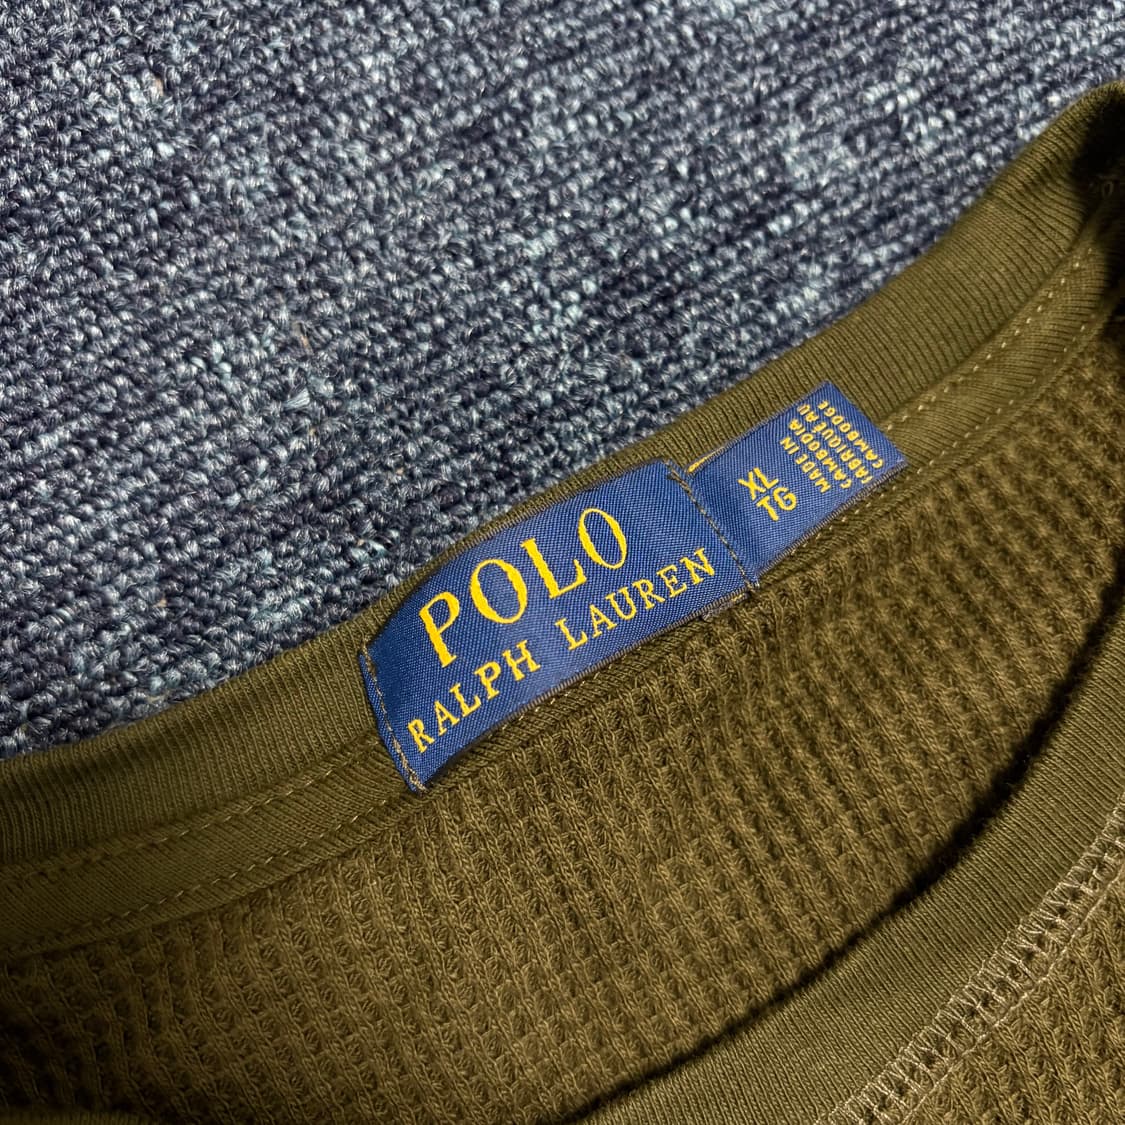 POLO
RALPH LAUREN
XL
TG
MADE IN
CAMBODIA
FABRIQUÉ AU
CAMBODGE